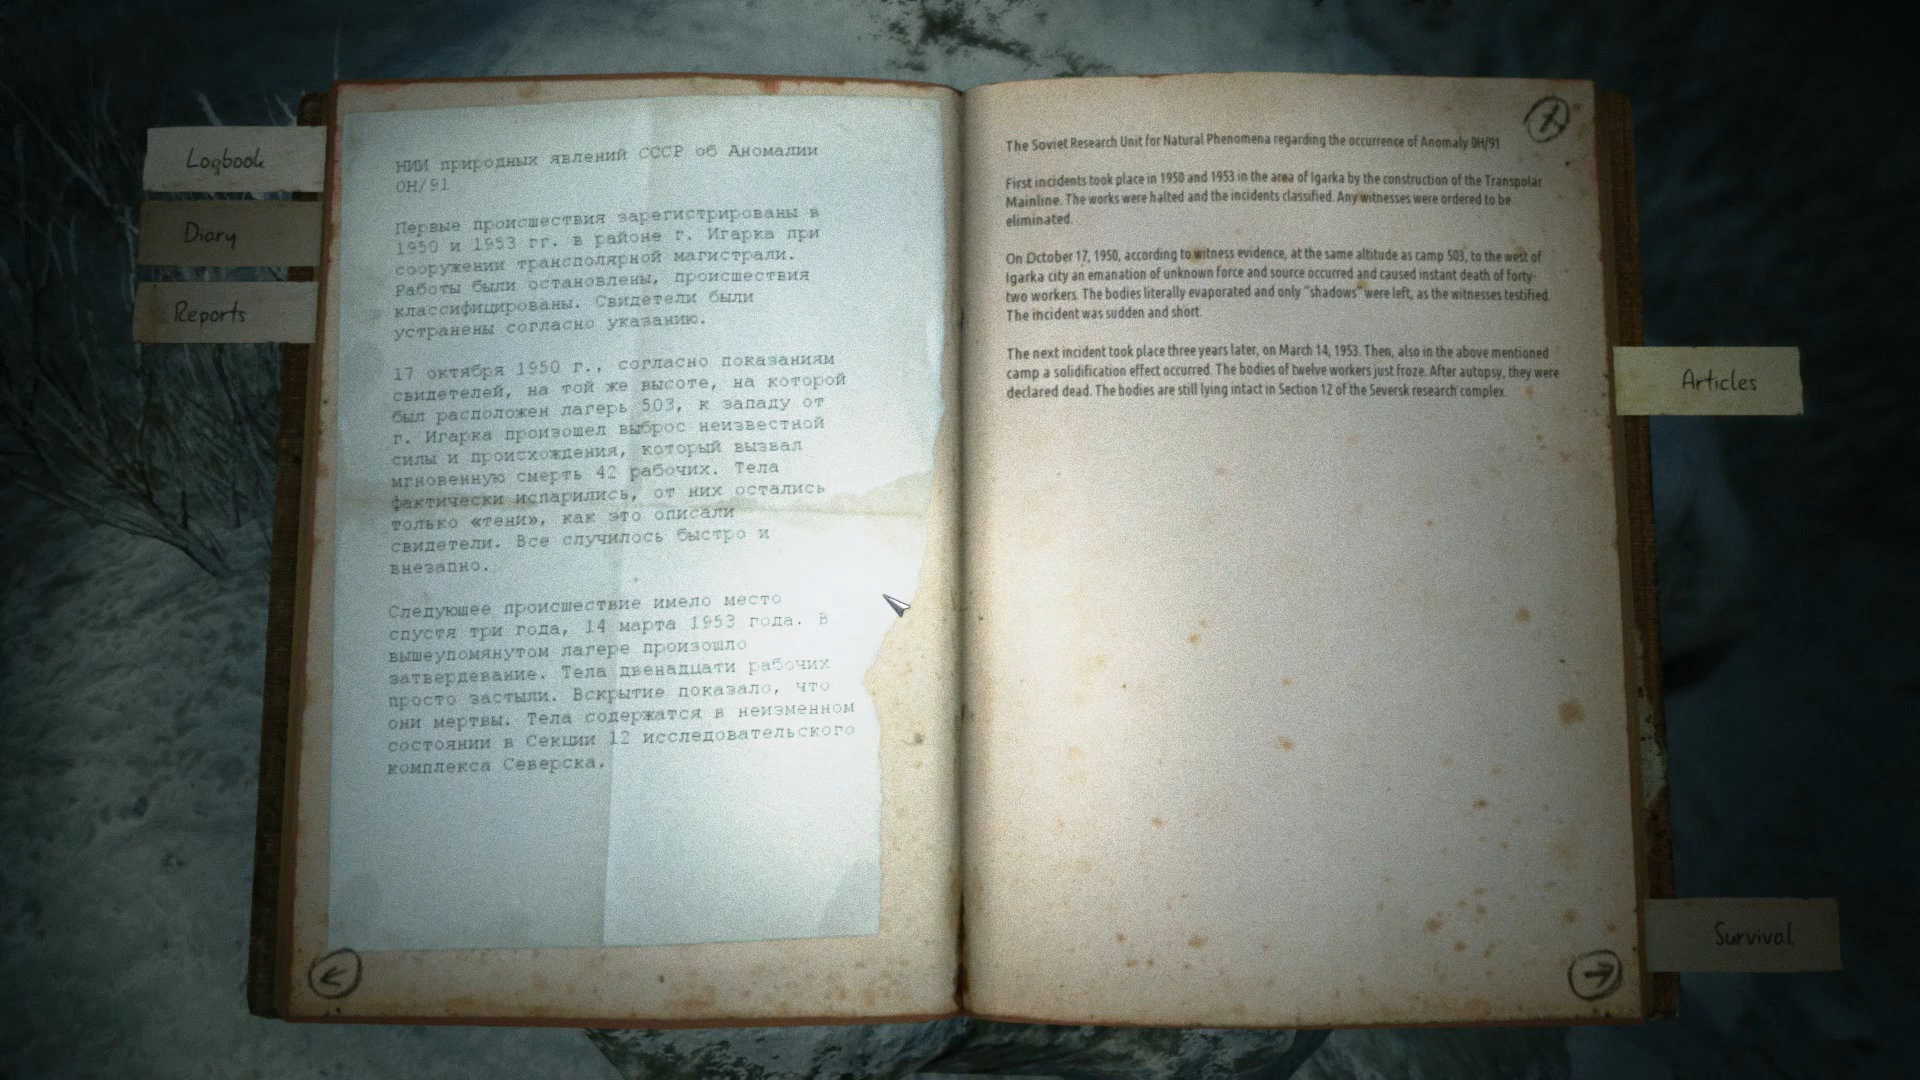 Logbook
Diary
Reports
НИИ природных явлений СССР об Аномалии
0Н/91
Первые происшествия зарегистрированы в
1950 и 1953 гг. в районе г. Игарка при
сооружении трансполярной магистрали.
Работы были остановлены, происшествия
классифицированы. Свидетели были
устранены согласно указанию.
17 октября 1950 г., согласно показаниям
свидетелей, на той же высоте, на которой
был расположен лагерь 503, к западу от
г. Игарка произошел выброс неизвестной
силы и происхождения, который вызвал
мгновенную смерть 42 рабочих. Тела
фактически испарились, от них остались
только «тени», как это описали
свидетели. Все случилось быстро и
внезапно.
Следующее происшествие имело место
спустя три года, 14 марта 1953 года. В
вышеупомянутом лагере произошло
затвердевание. Тела двенадцати рабочих
просто застыли. Вскрытие показало, что
они мертвы. Тела содержатся в неизменном
состоянии в Секции 12 исследовательского
комплекса Северска.
The Soviet Research Unit for Natural Phenomena regarding the occurrence of Anomaly 0H/91
First incidents took place in 1950 and 1953 in the area of Igarka by the construction of the Transpolar
Mainline. The works were halted and the incidents classified. Any witnesses were ordered to be
eliminated.
On October 17, 1950, according to witness evidence, at the same altitude as camp 503, to the west of
Igarka city an emanation of unknown force and source occurred and caused instant death of forty-
two workers. The bodies literally evaporated and only "shadows" were left, as the witnesses testified.
The incident was sudden and short.
The next incident took place three years later, on March 14, 1953. Then, also in the above mentioned
camp a solidification effect occurred. The bodies of twelve workers just froze. After autopsy, they were
declared dead. The bodies are still lying intact in Section 12 of the Seversk research complex.
Articles
Survival